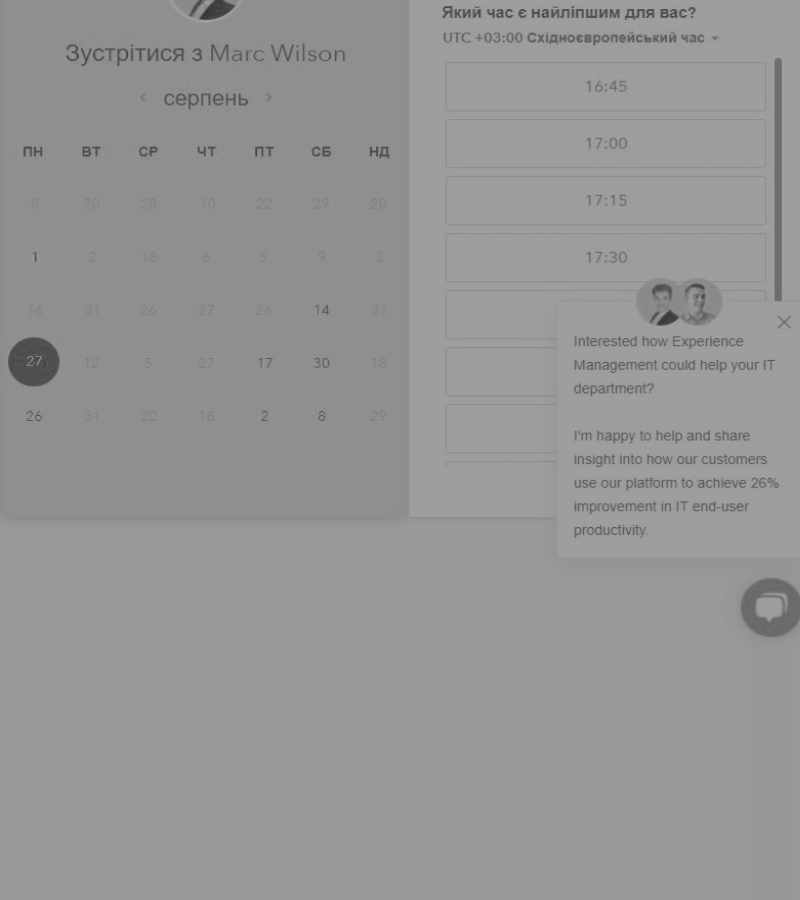 Зустрітися з Marc Wilson
серпень
ПН ВТ СР ЧТ ПТ СБ НД
8 20 28 10 22 29 20
1 2 18 6 5 9 3
16 31 26 27 26 14 31
27 12 5 27 17 30 18
26 31 22 18 2 8 29
Який час є найліпшим для вас?
UTC +03:00 Східноєвропейський час
16:45
17:00
17:15
17:30
Interested how Experience
Management could help your IT
department?
I'm happy to help and share
insight into how our customers
use our platform to achieve 26%
improvement in IT end-user
productivity.